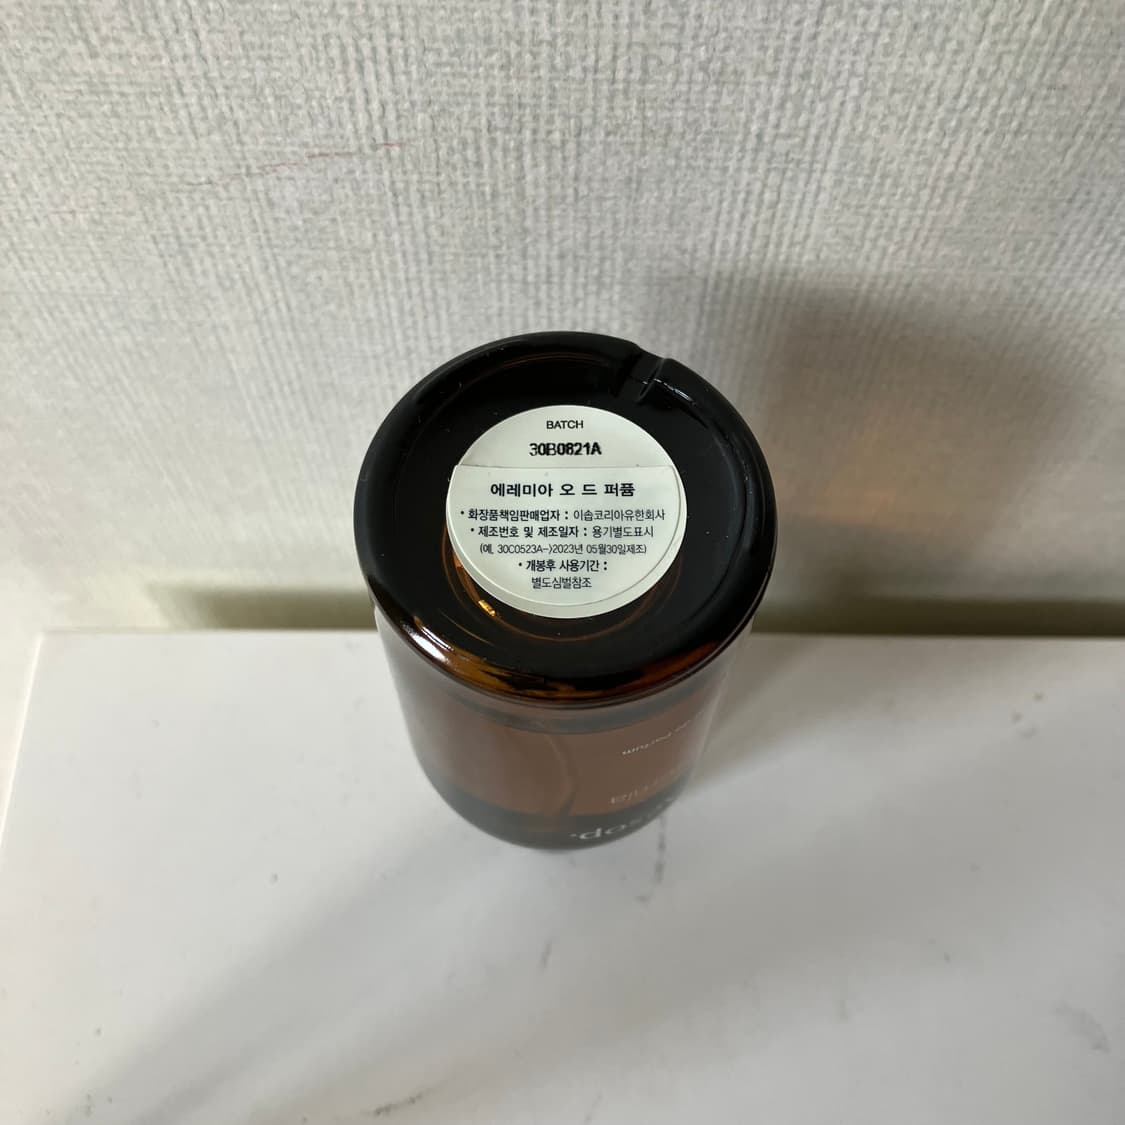 BATCH
30B0821A
에레미아 오 드 퍼퓸
• 화장품책임판매업자 : 이솝코리아유한회사
• 제조번호 및 제조일자 : 용기별도표시
(예, 30C0523A->2023년 05월30일제조)
• 개봉후 사용기간 :
별도심벌참조